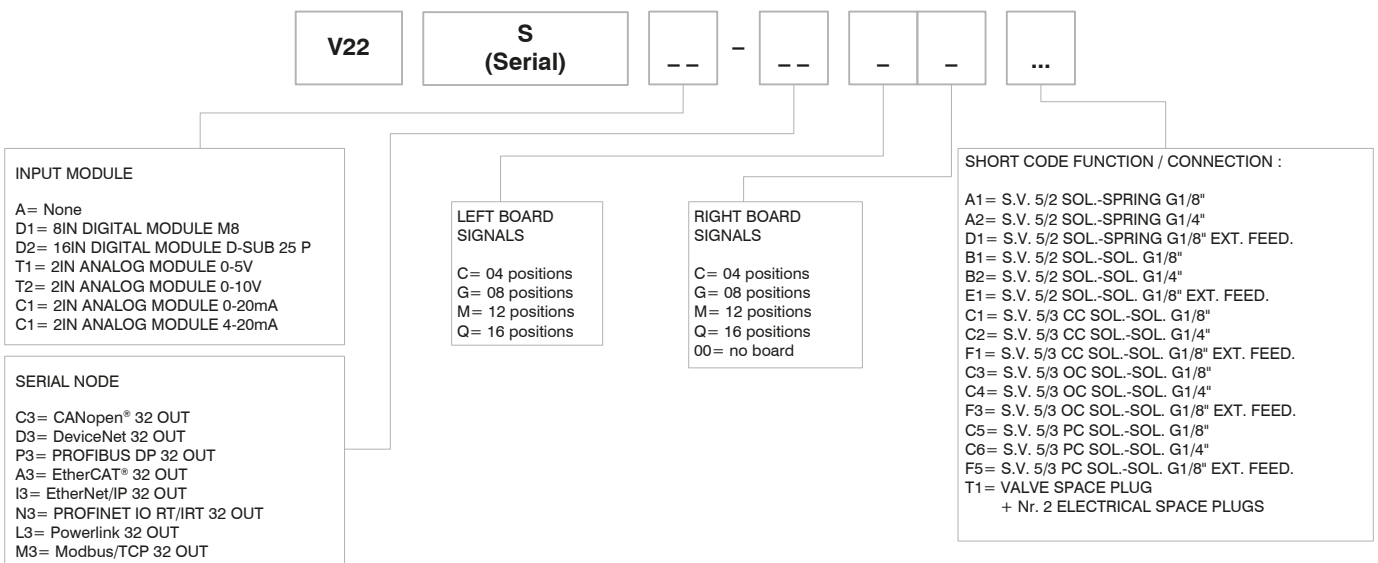 V22
S
(Serial)
_ _
–
_ _
_
_
...
INPUT MODULE
A= None
D1= 8IN DIGITAL MODULE M8
D2= 16IN DIGITAL MODULE D-SUB 25 P
T1= 2IN ANALOG MODULE 0-5V
T2= 2IN ANALOG MODULE 0-10V
C1= 2IN ANALOG MODULE 0-20mA
C1= 2IN ANALOG MODULE 4-20mA
SERIAL NODE
C3= CANopen® 32 OUT
D3= DeviceNet 32 OUT
P3= PROFIBUS DP 32 OUT
A3= EtherCAT® 32 OUT
I3= EtherNet/IP 32 OUT
N3= PROFINET IO RT/IRT 32 OUT
L3= Powerlink 32 OUT
M3= Modbus/TCP 32 OUT
LEFT BOARD
SIGNALS
C= 04 positions
G= 08 positions
M= 12 positions
Q= 16 positions
RIGHT BOARD
SIGNALS
C= 04 positions
G= 08 positions
M= 12 positions
Q= 16 positions
00= no board
SHORT CODE FUNCTION / CONNECTION :
A1= S.V. 5/2 SOL.-SPRING G1/8"
A2= S.V. 5/2 SOL.-SPRING G1/4"
D1= S.V. 5/2 SOL.-SPRING G1/8" EXT. FEED.
B1= S.V. 5/2 SOL.-SOL. G1/8"
B2= S.V. 5/2 SOL.-SOL. G1/4"
E1= S.V. 5/2 SOL.-SOL. G1/8" EXT. FEED.
C1= S.V. 5/3 CC SOL.-SOL. G1/8"
C2= S.V. 5/3 CC SOL.-SOL. G1/4"
F1= S.V. 5/3 CC SOL.-SOL. G1/8" EXT. FEED.
C3= S.V. 5/3 OC SOL.-SOL. G1/8"
C4= S.V. 5/3 OC SOL.-SOL. G1/4"
F3= S.V. 5/3 OC SOL.-SOL. G1/8" EXT. FEED.
C5= S.V. 5/3 PC SOL.-SOL. G1/8"
C6= S.V. 5/3 PC SOL.-SOL. G1/4"
F5= S.V. 5/3 PC SOL.-SOL. G1/8" EXT. FEED.
T1= VALVE SPACE PLUG
+ Nr. 2 ELECTRICAL SPACE PLUGS